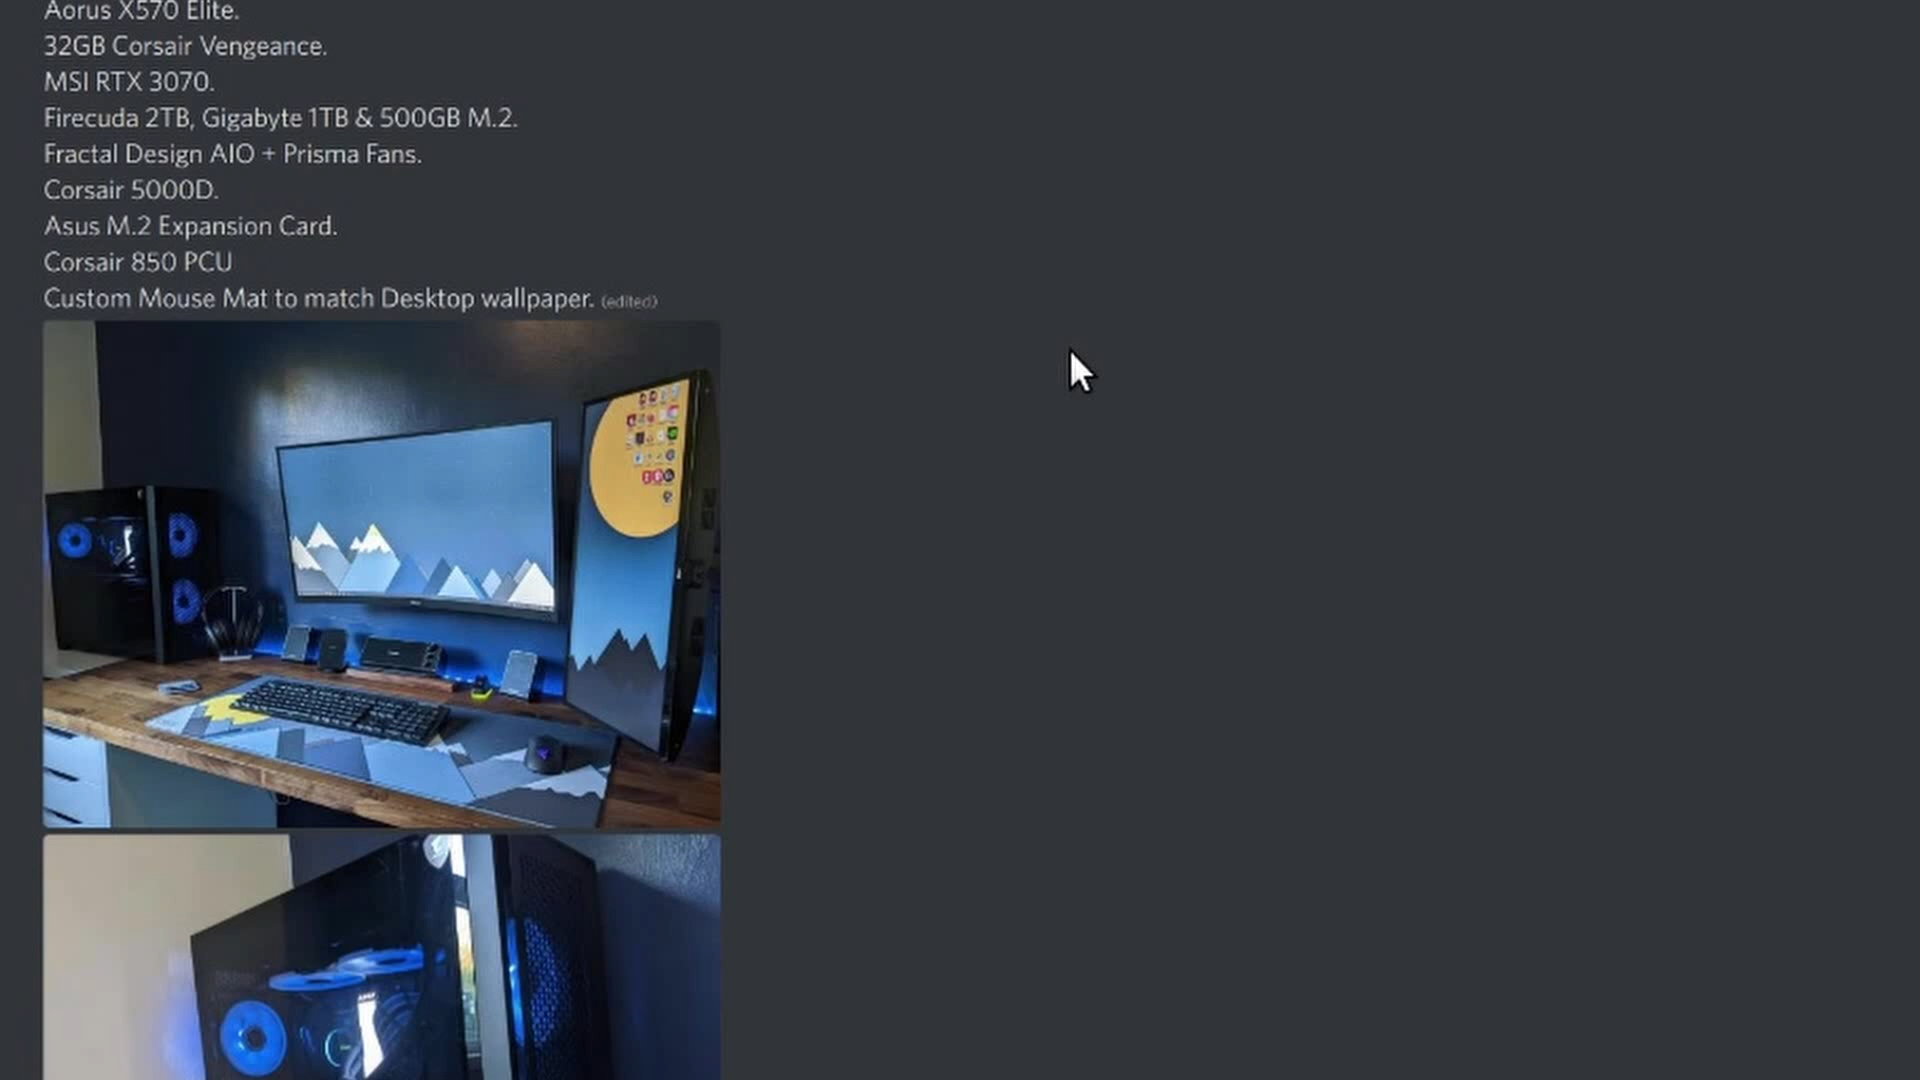 Aorus X570 Elite.
32GB Corsair Vengeance.
MSI RTX 3070.
Firecuda 2TB, Gigabyte 1TB & 500GB M.2.
Fractal Design AIO + Prisma Fans.
Corsair 5000D.
Asus M.2 Expansion Card.
Corsair 850 PCU
Custom Mouse Mat to match Desktop wallpaper. (edited)